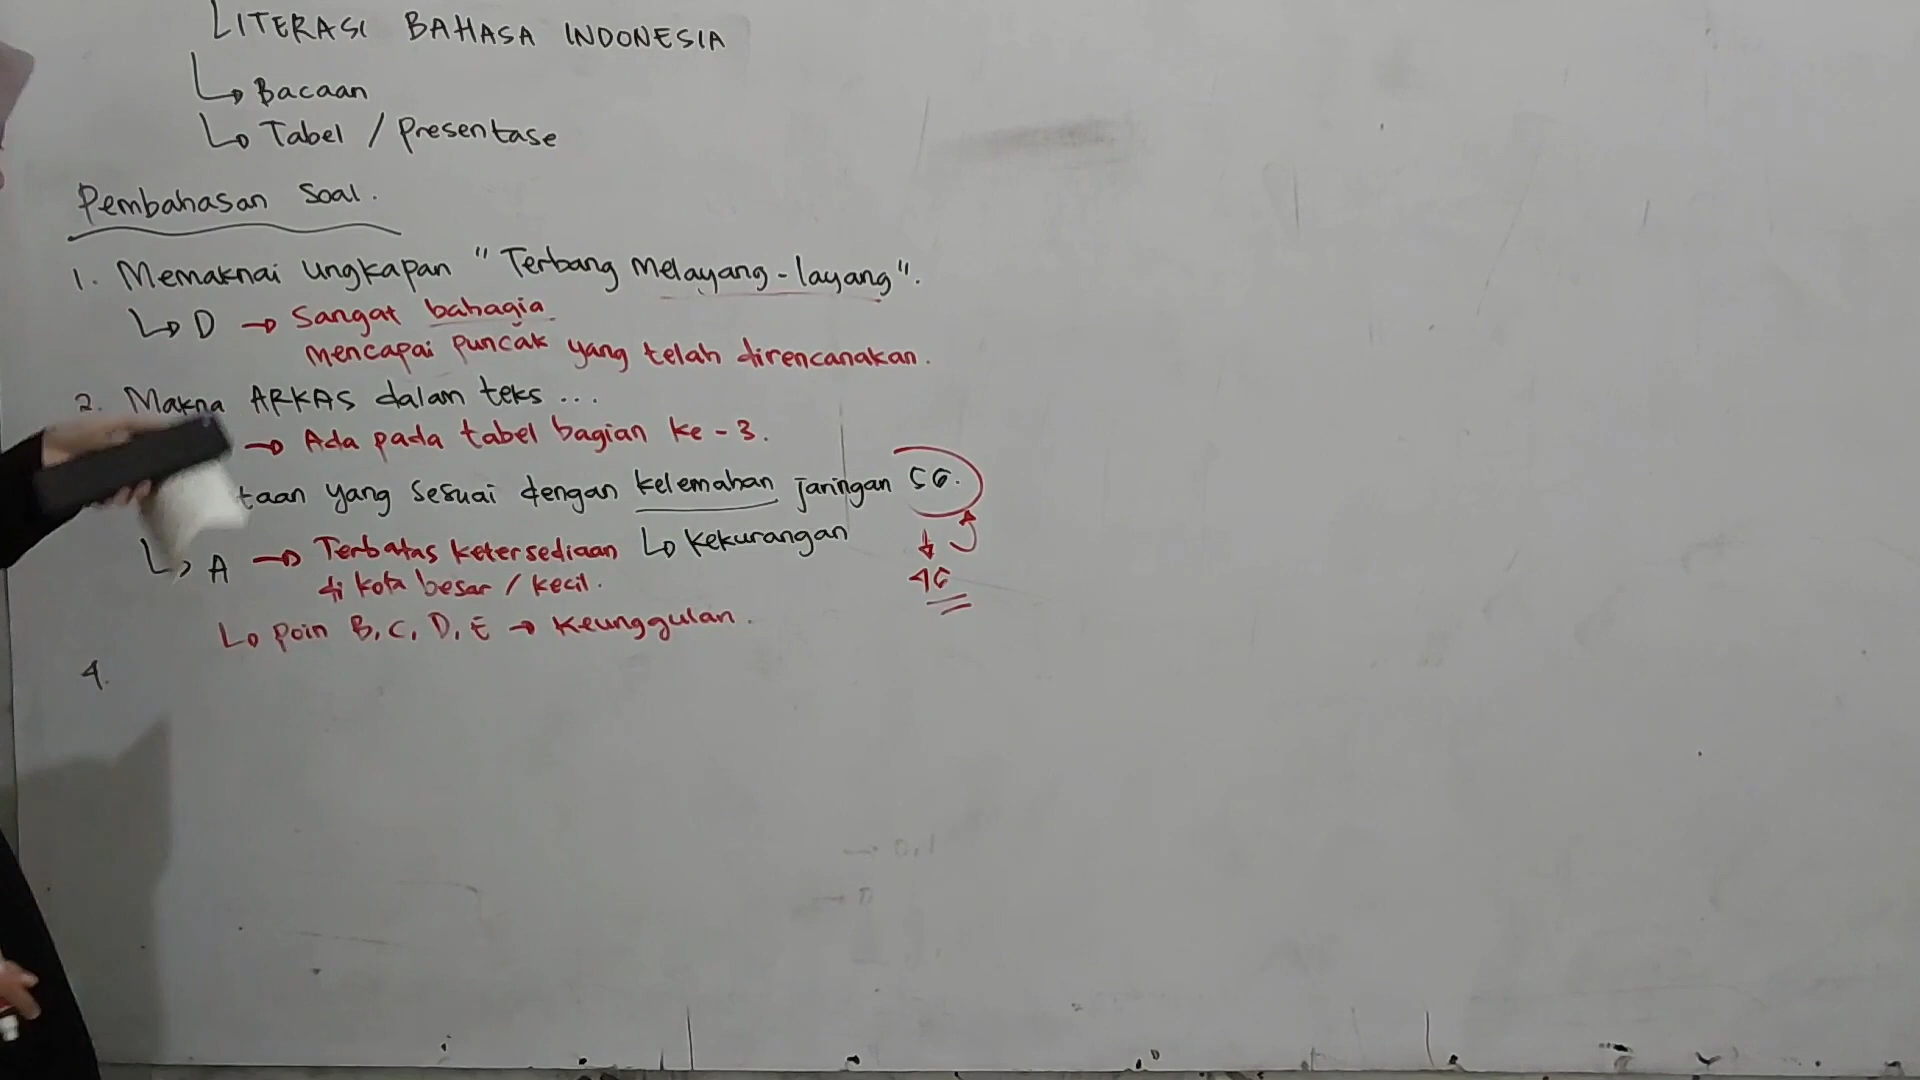 LITERASI BAHASA INDONESIA
↳ Bacaan
↳ Tabel / Presentase
Pembahasan Soal.
1. Memaknai ungkapan "Terbang Melayang-layang".
↳ D → Sangat bahagia
mencapai puncak yang telah direncanakan.
2. Makna ARKAS dalam teks ...
→ Ada pada tabel bagian ke-3.
taan yang sesuai dengan kelemahan jaringan 5G.
↳ A → Terbatas ketersediaan ↳ kekurangan
di kota besar / kecil.
4G
↳ Poin B, C, D, E → Keunggulan.
4.